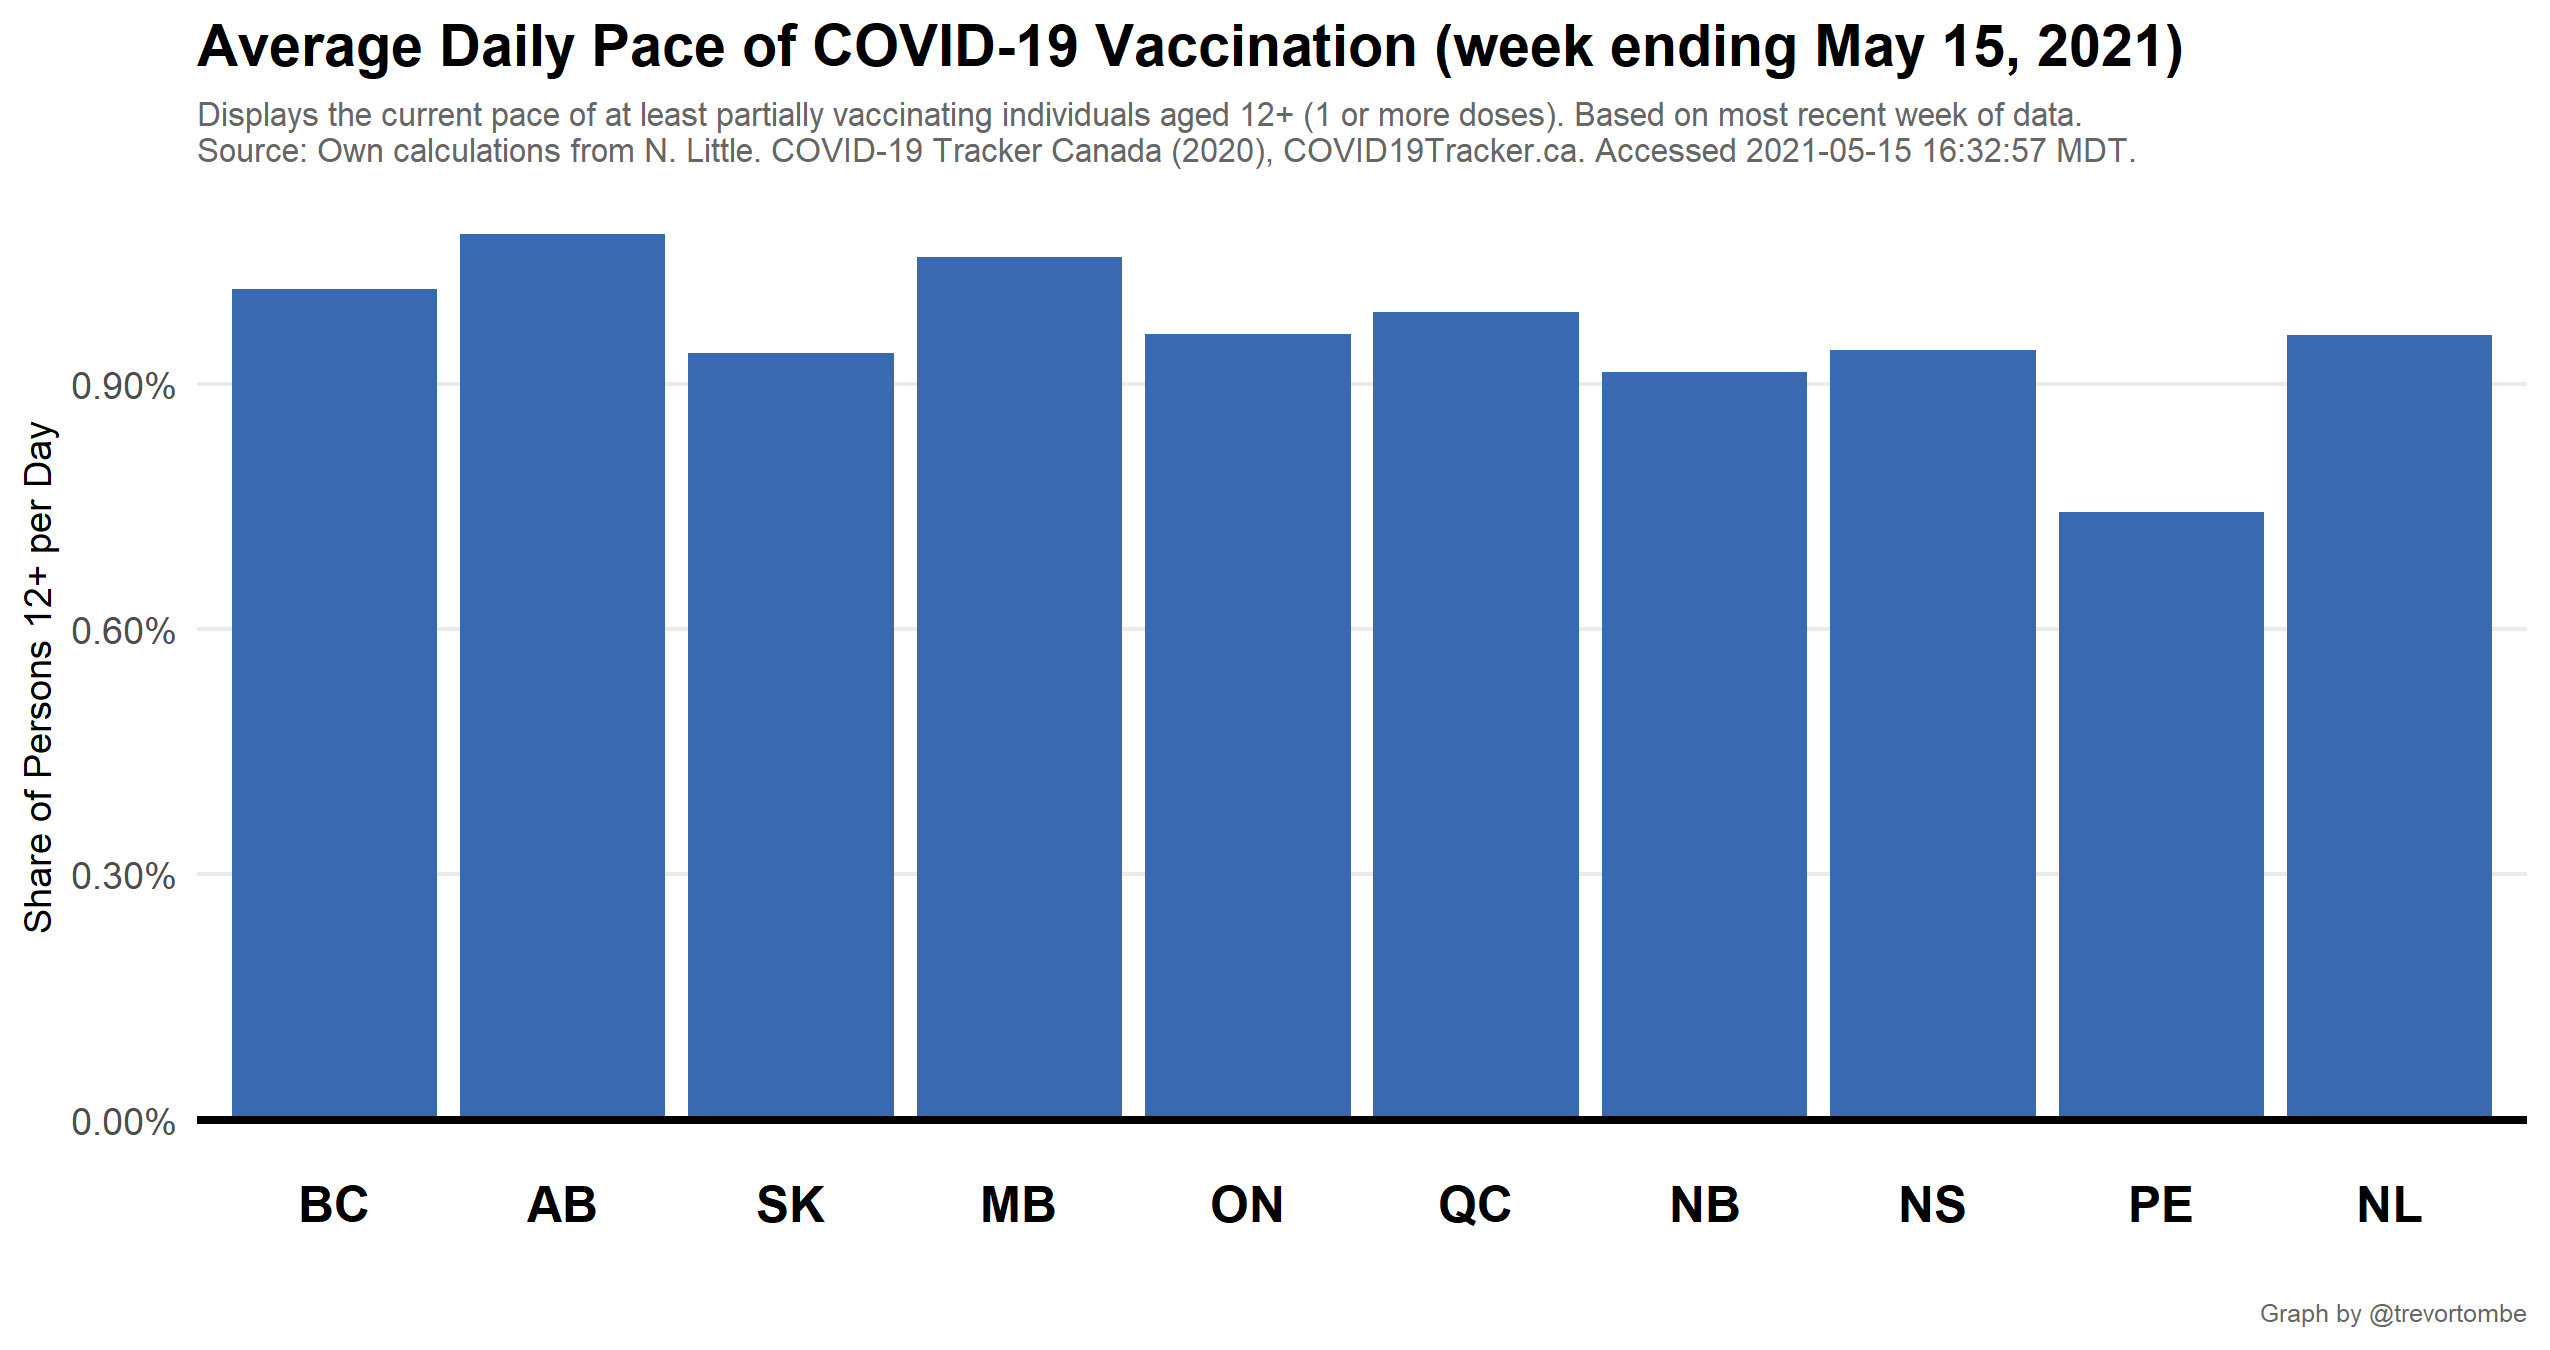 Average Daily Pace of COVID-19 Vaccination (week ending May 15, 2021)
Displays the current pace of at least partially vaccinating individuals aged 12+ (1 or more doses). Based on most recent week of data.
Source: Own calculations from N. Little. COVID-19 Tracker Canada (2020), COVID19Tracker.ca. Accessed 2021-05-15 16:32:57 MDT.
Share of Persons 12+ per Day
0.90%
0.60%
0.30%
0.00%
BC AB SK MB ON QC NB NS PE NL
Graph by @trevortombe